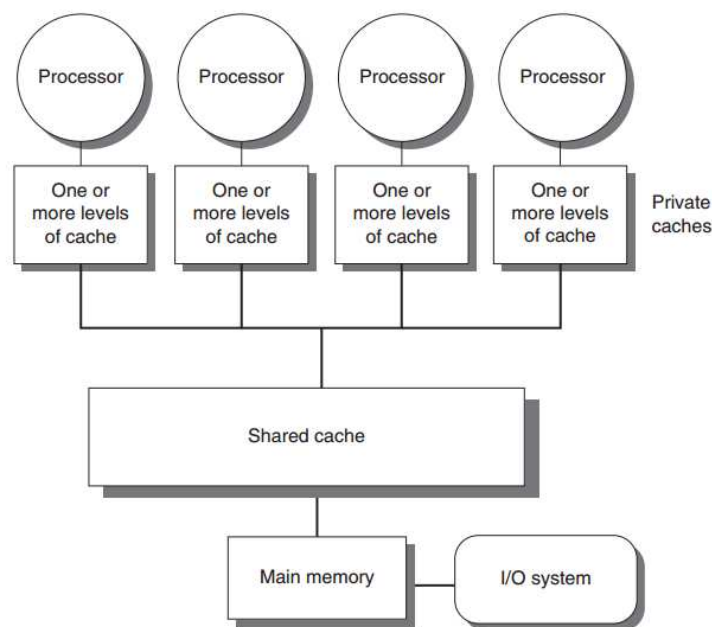 Processor
Processor
Processor
Processor
One or
more levels
of cache
One or
more levels
of cache
One or
more levels
of cache
One or
more levels
of cache
Private
caches
Shared cache
Main memory
I/O system